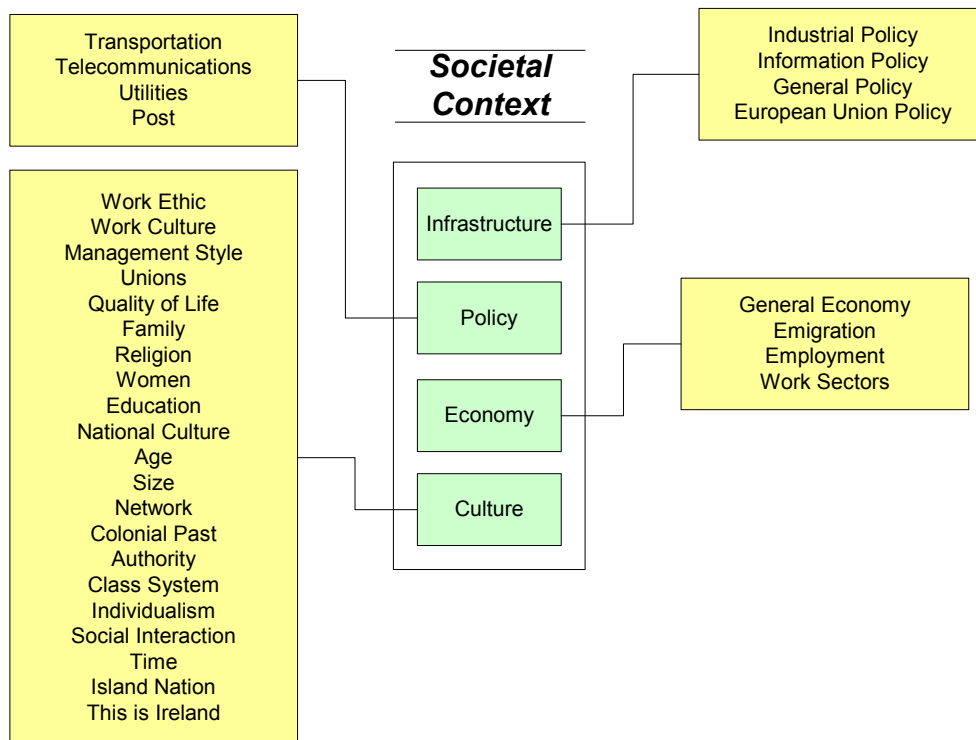 Transportation
Telecommunications
Utilities
Post
Societal
Context
Industrial Policy
Information Policy
General Policy
European Union Policy
Work Ethic
Work Culture
Management Style
Unions
Quality of Life
Family
Religion
Women
Education
National Culture
Age
Size
Network
Colonial Past
Authority
Class System
Individualism
Social Interaction
Time
Island Nation
This is Ireland
Infrastructure
Policy
Economy
Culture
General Economy
Emigration
Employment
Work Sectors